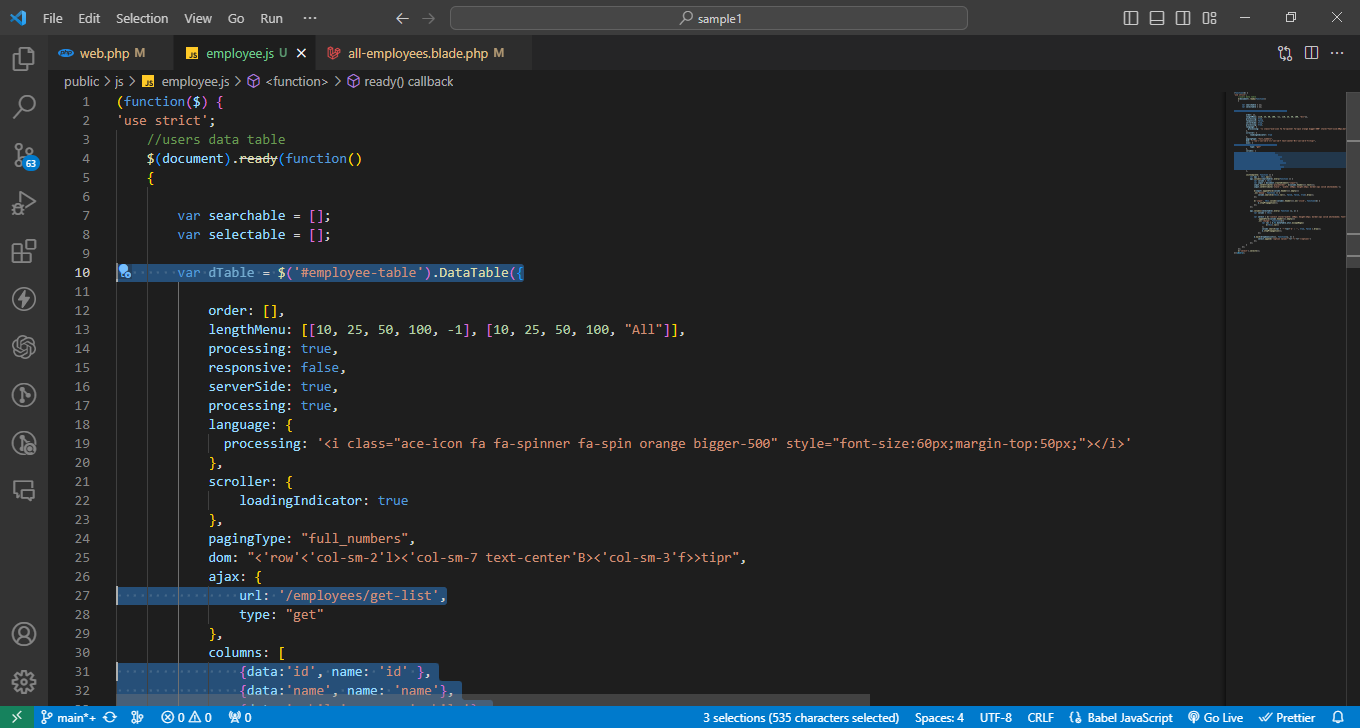 File Edit Selection View Go Run ··· sample1
web.php M employee.js U all-employees.blade.php M
public > js > employee.js > <function> > ready() callback
1 (function($) {
2 'use strict';
3 //users data table
4 $(document).ready(function()
5 {
6
7 var searchable = [];
8 var selectable = [];
9
10 var dTable = $('#employee-table').DataTable({
11
12 order: [],
13 lengthMenu: [[10, 25, 50, 100, -1], [10, 25, 50, 100, "All"]],
14 processing: true,
15 responsive: false,
16 serverSide: true,
17 processing: true,
18 language: {
19 processing: '<i class="ace-icon fa fa-spinner fa-spin orange bigger-500" style="font-size:60px;margin-top:50px;"></i>'
20 },
21 scroller: {
22 loadingIndicator: true
23 },
24 pagingType: "full_numbers",
25 dom: "<'row'<'col-sm-2'l><'col-sm-7 text-center'B><'col-sm-3'f>>tipr",
26 ajax: {
27 url: '/employees/get-list',
28 type: "get"
29 },
30 columns: [
31 {data:'id', name: 'id' },
32 {data:'name', name: 'name'},
63
main*+ 0 0 0 3 selections (535 characters selected) Spaces: 4 UTF-8 CRLF Babel JavaScript Go Live Prettier